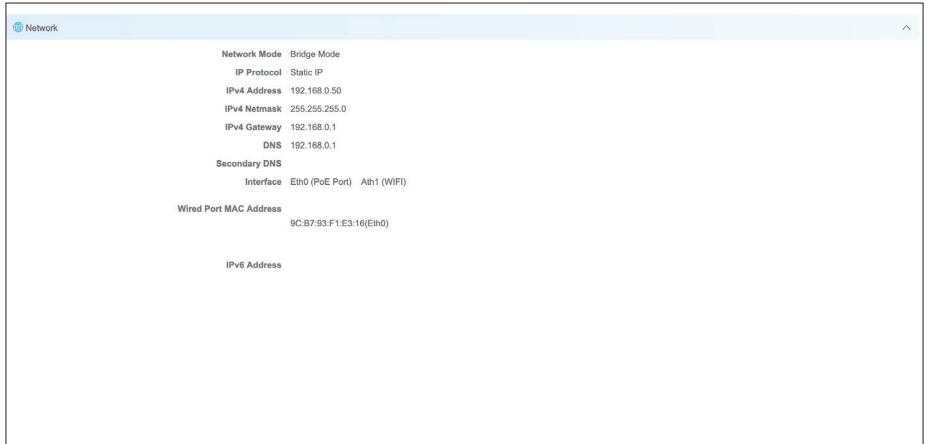 Network
Network Mode Bridge Mode
IP Protocol Static IP
IPv4 Address 192.168.0.50
IPv4 Netmask 255.255.255.0
IPv4 Gateway 192.168.0.1
DNS 192.168.0.1
Secondary DNS
Interface Eth0 (PoE Port) Ath1 (WIFI)
Wired Port MAC Address
9C:B7:93:F1:E3:16(Eth0)
IPv6 Address